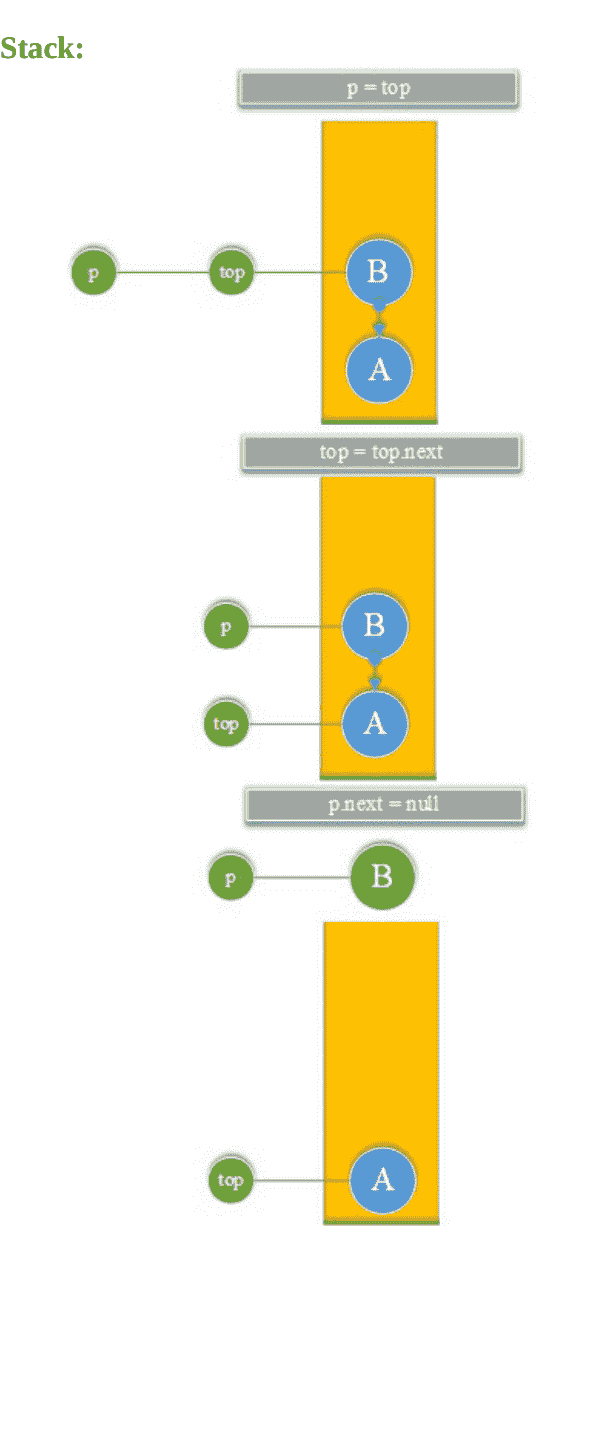 Stack:
p = top
p
top
B
A
top = top.next
p
B
top
A
p.next = null
p
B
top
A